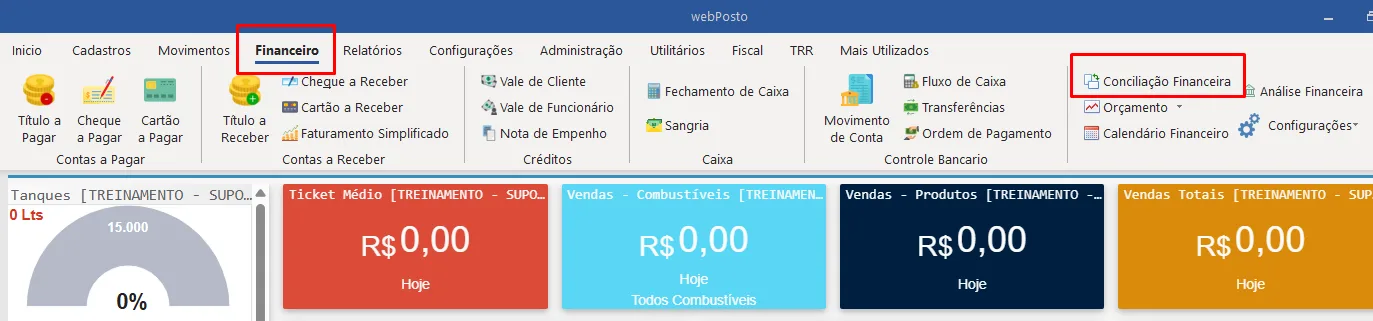 webPosto
Inicio Cadastros Movimentos Financeiro Relatórios Configurações Administração Utilitários Fiscal TRR Mais Utilizados
Título a Pagar
Cheque a Pagar
Cartão a Pagar
Contas a Pagar
Título a Receber
Cheque a Receber
Cartão a Receber
Faturamento Simplificado
Contas a Receber
Vale de Cliente
Vale de Funcionário
Nota de Empenho
Créditos
Fechamento de Caixa
Sangria
Caixa
Movimento de Conta
Fluxo de Caixa
Transferências
Ordem de Pagamento
Controle Bancario
Conciliação Financeira
Orçamento
Calendário Financeiro
Análise Financeira
Configurações
Tanques [TREINAMENTO - SUPO...
0 Lts
15.000
0%
Ticket Médio [TREINAMENTO - SUPO...
R$ 0,00
Hoje
Vendas - Combustíveis [TREINAMEN...
R$ 0,00
Hoje
Todos Combustíveis
Vendas - Produtos [TREINAMENTO -...
R$ 0,00
Hoje
Vendas Totais [TREINAMENTO - SUP
R$ 0,00
Hoje